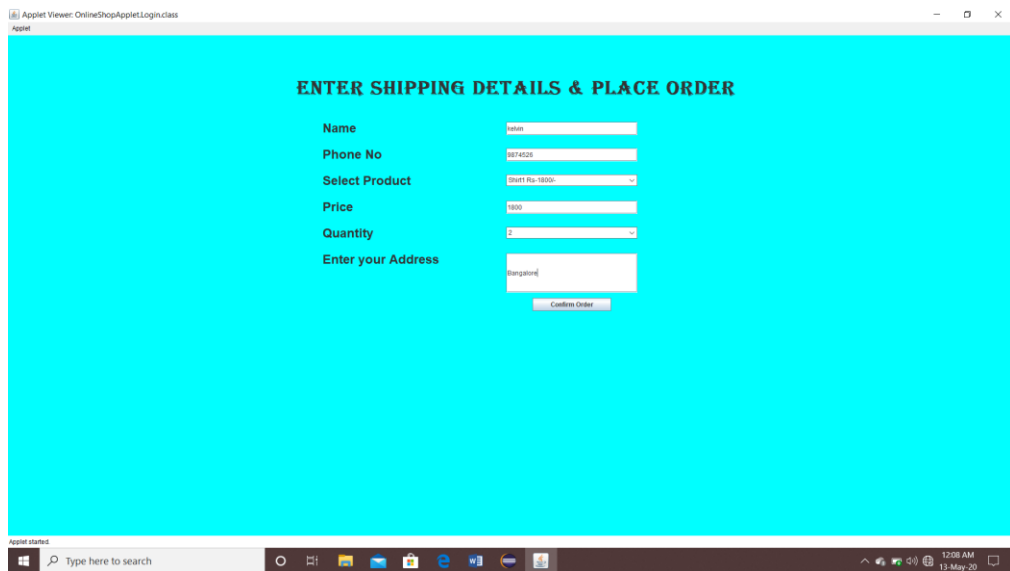 Applet Viewer: OnlineShopApplet.Login.class
Applet
ENTER SHIPPING DETAILS & PLACE ORDER
Name kelvin
Phone No 9874526
Select Product Shirt1 Rs-1800/-
Price 1800
Quantity 2
Enter your Address Bangalore
Confirm Order
Applet started.
Type here to search
12:08 AM
13-May-20